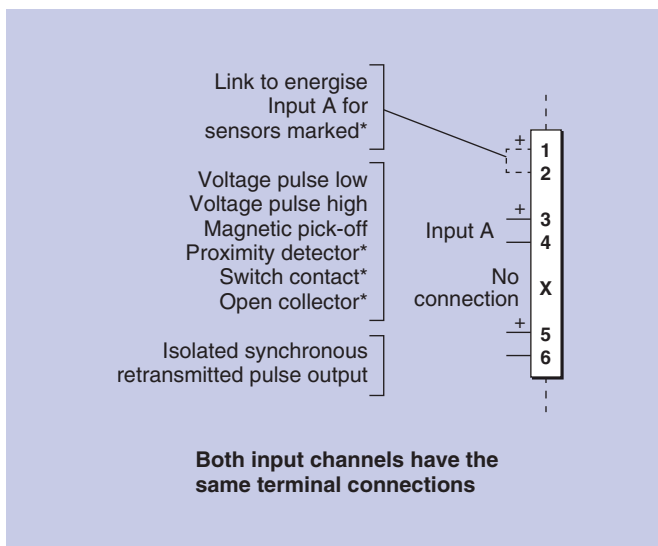 Link to energise
Input A for
sensors marked*
Voltage pulse low
Voltage pulse high
Magnetic pick-off
Proximity detector*
Switch contact*
Open collector*
Isolated synchronous
retransmitted pulse output
Input A
No
connection
+
1
2
+
3
4
X
+
5
6
Both input channels have the
same terminal connections